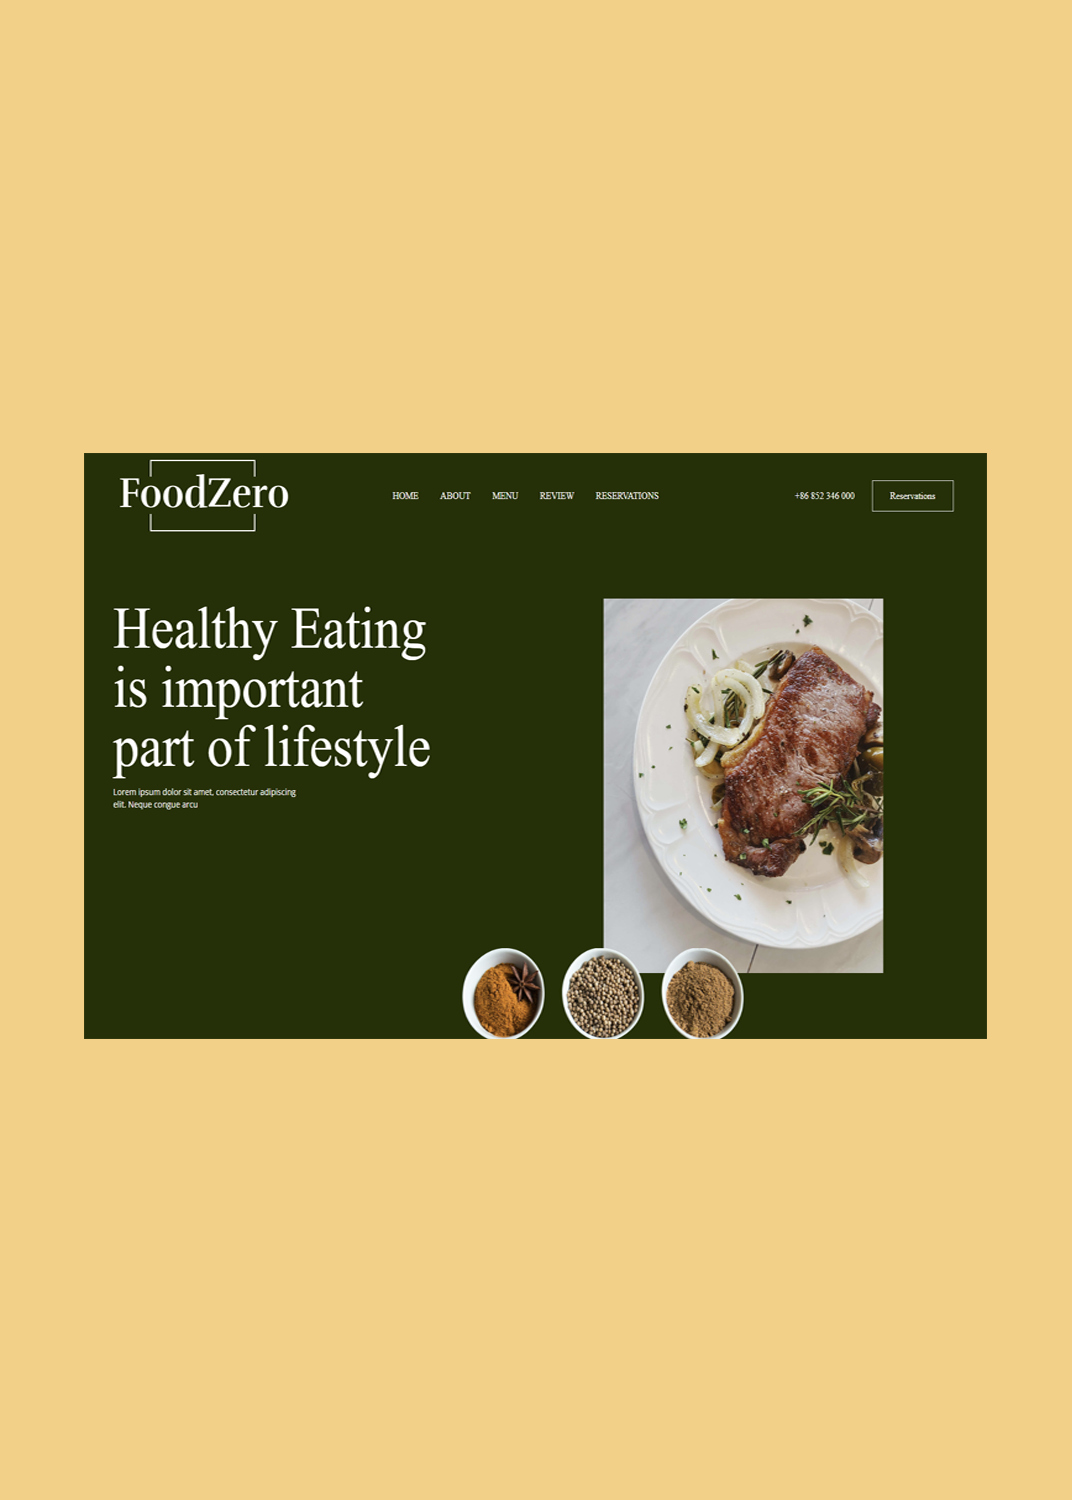 FoodZero
HOME ABOUT MENU REVIEW RESERVATIONS
+86 852 346 000
Reservations
Healthy Eating
is important
part of lifestyle
Lorem ipsum dolor sit amet, consectetur adipiscing
elit. Neque congue arcu